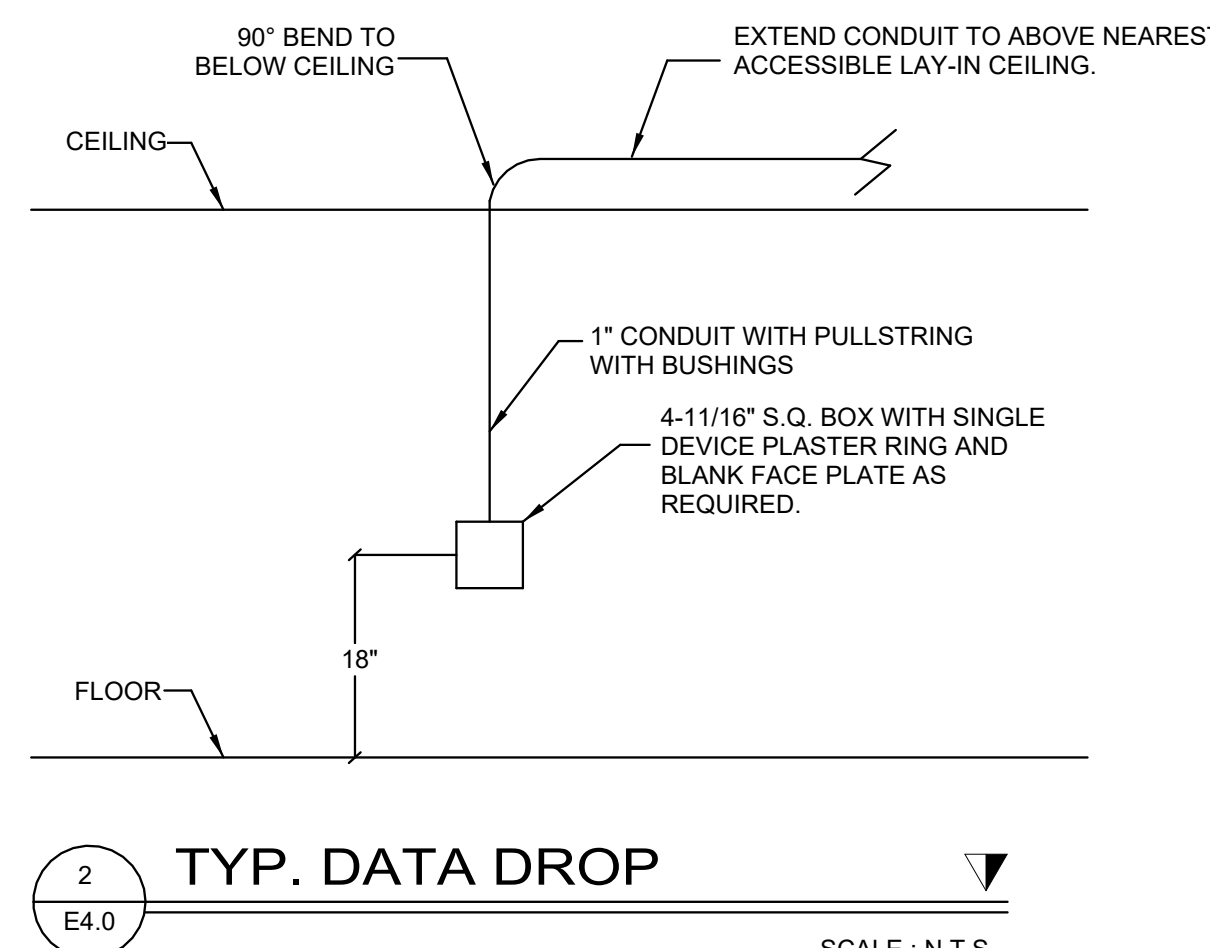 90° BEND TO
BELOW CEILING
EXTEND CONDUIT TO ABOVE NEAREST
ACCESSIBLE LAY-IN CEILING.
CEILING
1" CONDUIT WITH PULLSTRING
WITH BUSHINGS
4-11/16" S.Q. BOX WITH SINGLE
DEVICE PLASTER RING AND
BLANK FACE PLATE AS
REQUIRED.
18"
FLOOR
2
E4.0
TYP. DATA DROP
SCALE : N.T.S.